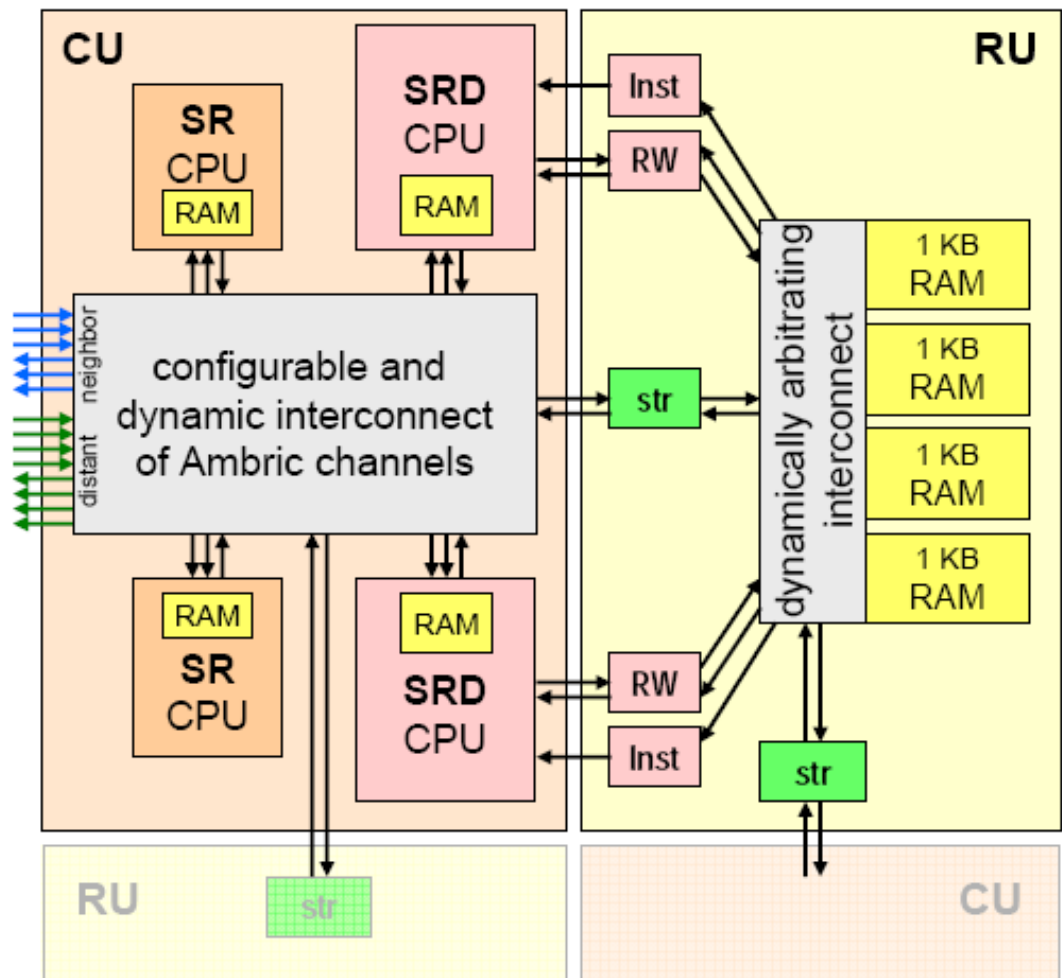 CU
SR
CPU
RAM
SRD
CPU
RAM
neighbor
distant
configurable and
dynamic interconnect
of Ambric channels
RAM
SR
CPU
RAM
SRD
CPU
RU
Inst
RW
str
dynamically arbitrating
interconnect
1 KB
RAM
1 KB
RAM
1 KB
RAM
1 KB
RAM
RW
Inst
str
RU
str
CU